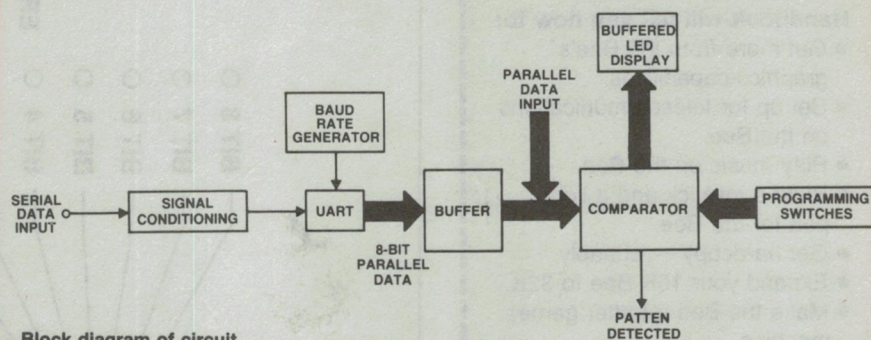 BUFFERED
LED
DISPLAY
PARALLEL
DATA
INPUT
BAUD
RATE
GENERATOR
SERIAL
DATA
INPUT
SIGNAL
CONDITIONING
UART
BUFFER
COMPARATOR
PROGRAMMING
SWITCHES
8-BIT
PARALLEL
DATA
PATTEN
DETECTED
Block diagram of circuit